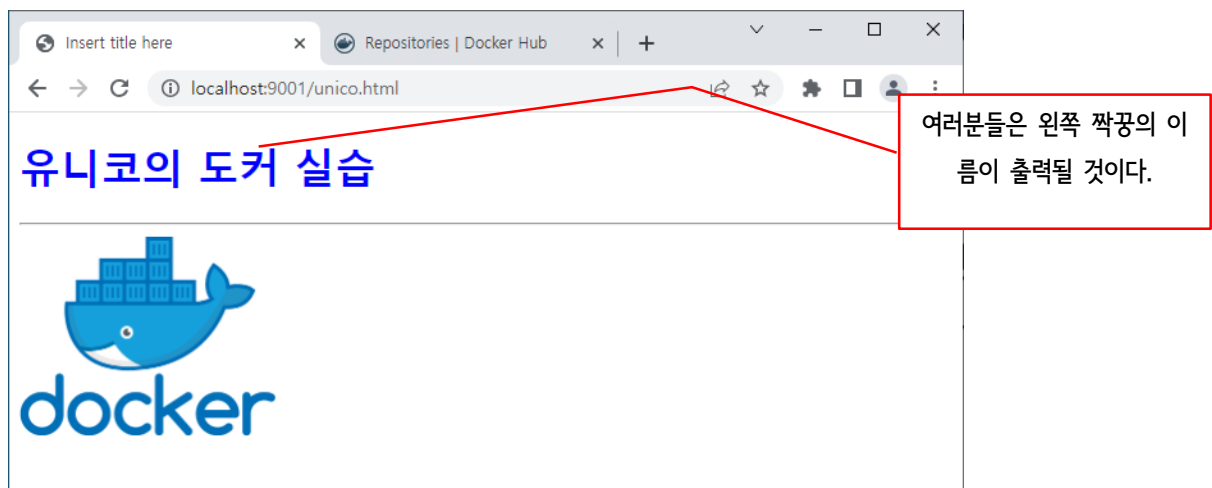 Insert title here
Repositories | Docker Hub
localhost:9001/unico.html
여러분들은 왼쪽 짝꿍의 이
름이 출력될 것이다.
유니코의 도커 실습
docker